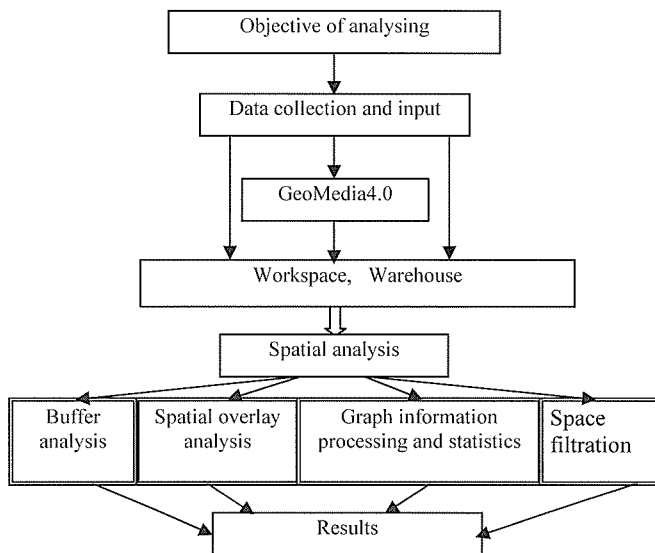 Objective of analysing
Data collection and input
GeoMedia4.0
Workspace, Warehouse
Spatial analysis
Buffer
analysis
Spatial overlay
analysis
Graph information
processing and statistics
Space
filtration
Results